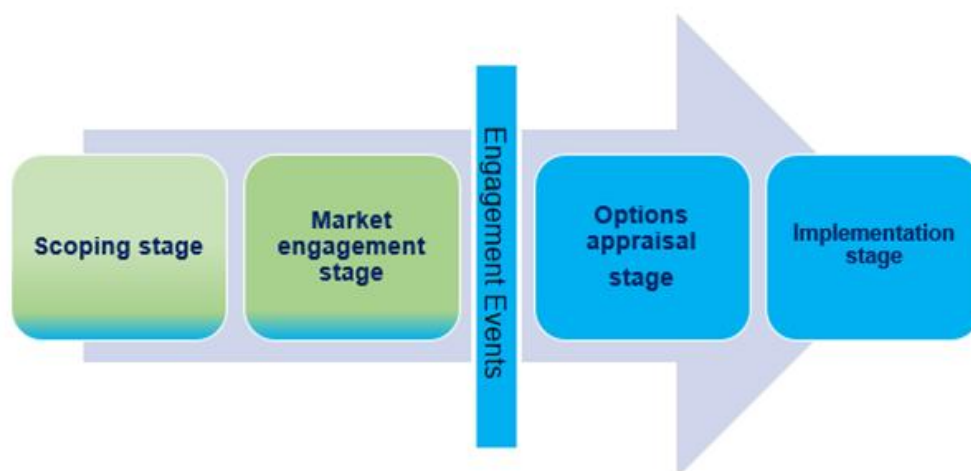 Scoping stage
Market
engagement
stage
Engagement Events
Options
appraisal
stage
Implementation
stage